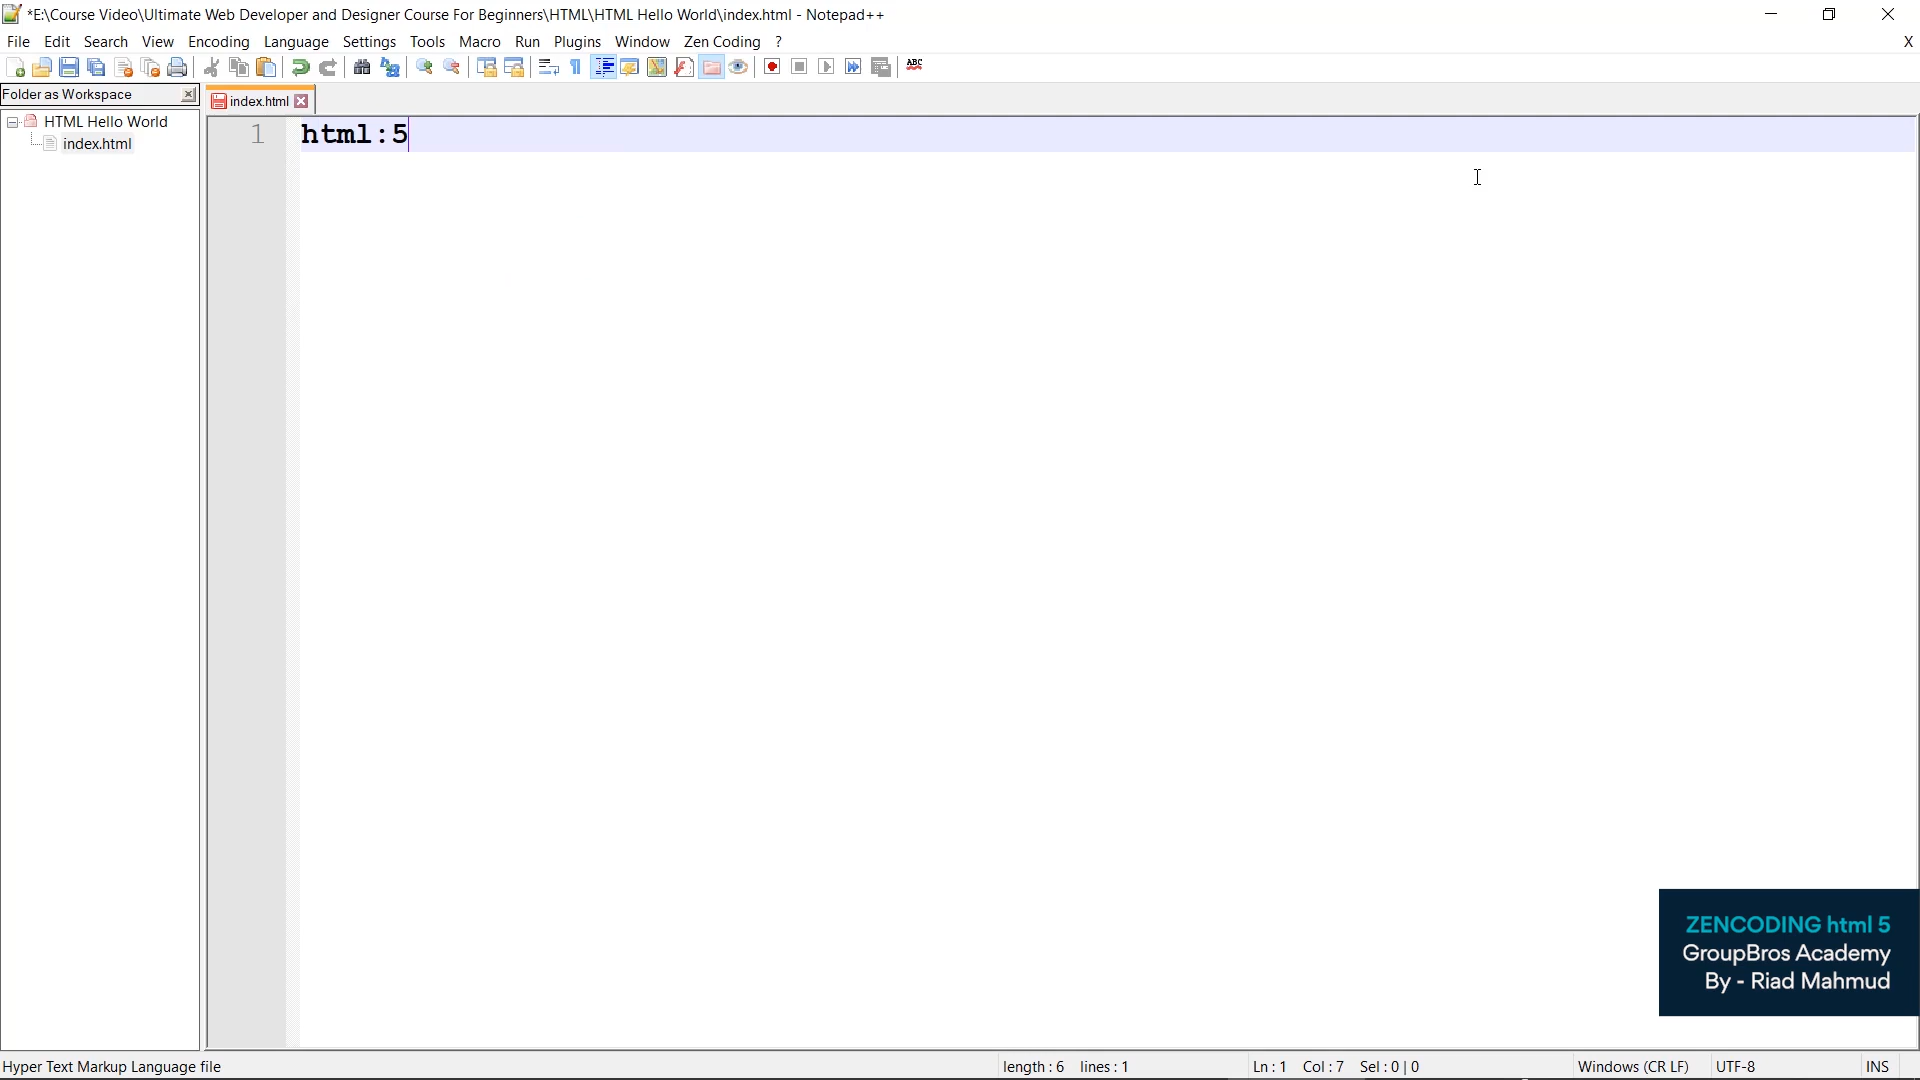 *E:\Course Video\Ultimate Web Developer and Designer Course For Beginners\HTML\HTML Hello World\index.html - Notepad++
File Edit Search View Encoding Language Settings Tools Macro Run Plugins Window Zen Coding ? X
ABC
Folder as Workspace
index.html
HTML Hello World
index.html
1 html:5
ZENCODING html 5
GroupBros Academy
By - Riad Mahmud
Hyper Text Markup Language file length : 6 lines : 1 Ln : 1 Col : 7 Sel : 0 | 0 Windows (CR LF) UTF-8 INS